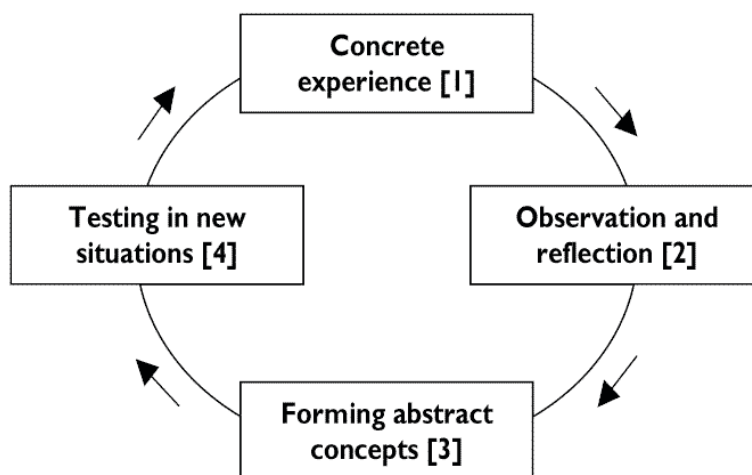 Concrete
experience [1]
Testing in new
situations [4]
Observation and
reflection [2]
Forming abstract
concepts [3]